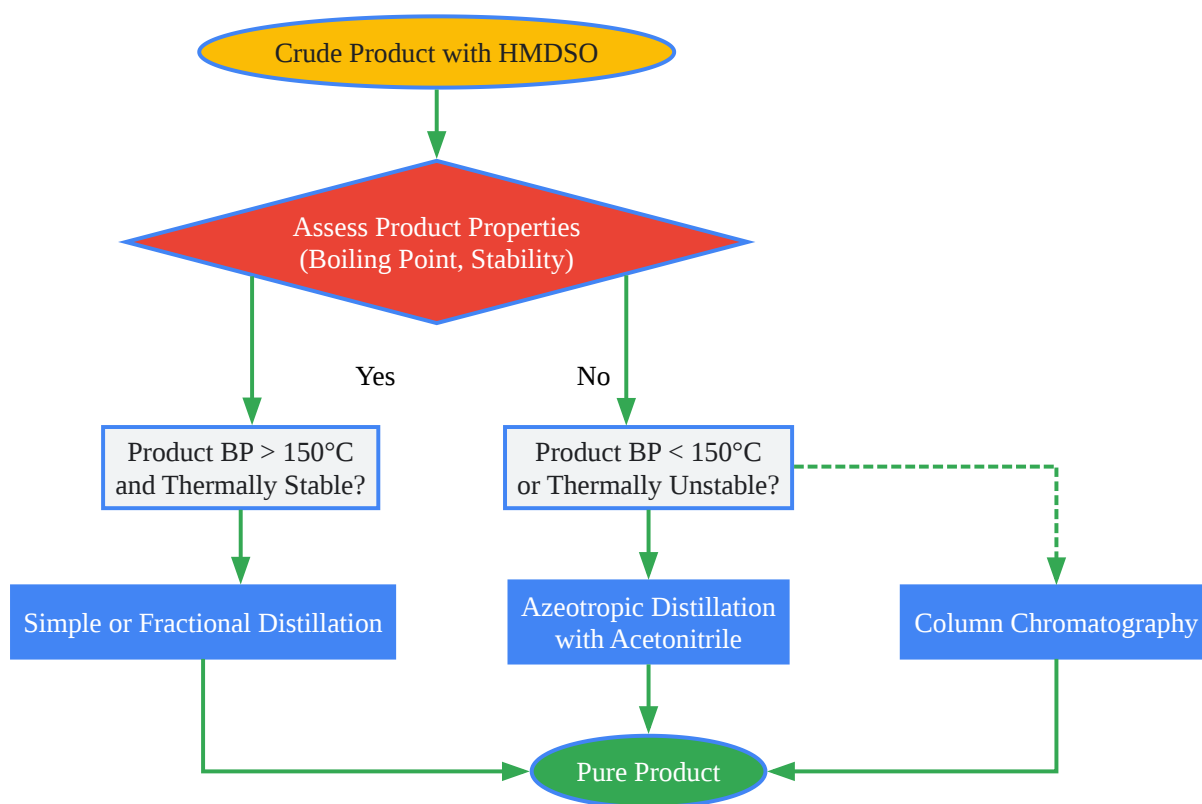 Crude Product with HMDSO
Assess Product Properties
(Boiling Point, Stability)
Yes
No
Product BP > 150°C
and Thermally Stable?
Product BP < 150°C
or Thermally Unstable?
Simple or Fractional Distillation
Azeotropic Distillation
with Acetonitrile
Column Chromatography
Pure Product